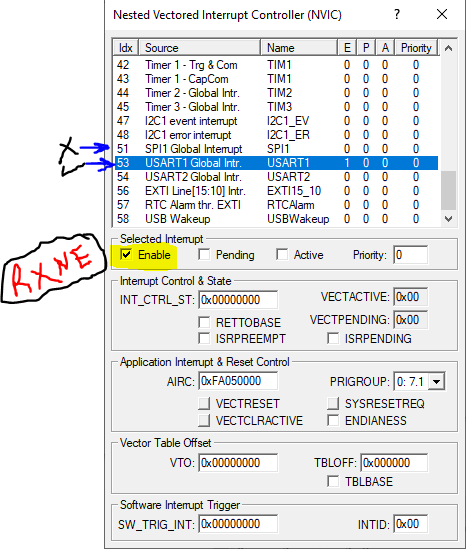 Nested Vectored Interrupt Controller (NVIC)
Idx Source Name E P A Priority
42 Timer 1 - Trg & Com TIM1 0 0 0 0
43 Timer 1 - CapCom TIM1 0 0 0 0
44 Timer 2 - Global Intr. TIM2 0 0 0 0
45 Timer 3 - Global Intr. TIM3 0 0 0 0
47 I2C1 event interrupt I2C1_EV 0 0 0 0
48 I2C1 error interrupt I2C1_ER 0 0 0 0
X 51 SPI1 Global Interrupt SPI1 0 0 0 0
53 USART1 Global Intr. USART1 1 0 0 0
54 USART2 Global Intr. USART2 0 0 0 0
56 EXTI Line[15:10] Intr. EXTI15_10 0 0 0 0
57 RTC Alarm thr. EXTI RTCAlarm 0 0 0 0
58 USB Wakeup USBWakeup 0 0 0 0
Selected Interrupt
RXNE Enable Pending Active Priority: 0
Interrupt Control & State
INT_CTRL_ST: 0x00000000 VECTACTIVE: 0x00
RETTOBASE VECTPENDING: 0x00
ISRPREEMPT ISRPENDING
Application Interrupt & Reset Control
AIRC: 0xFA050000 PRIGROUP: 0: 7.1
VECTRESET SYSRESETREQ
VECTCLRACTIVE ENDIANESS
Vector Table Offset
VTO: 0x00000000 TBLOFF: 0x000000
TBLBASE
Software Interrupt Trigger
SW_TRIG_INT: 0x00000000 INTID: 0x00